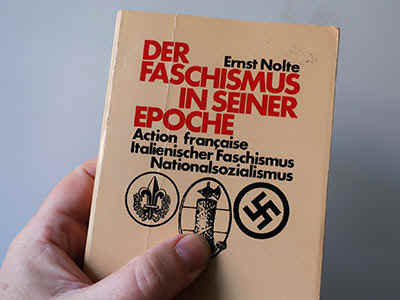 Ernst Nolte
DER
FASCHISMUS
IN SEINER
EPOCHE
Action française
Italienischer Faschismus
Nationalsozialismus